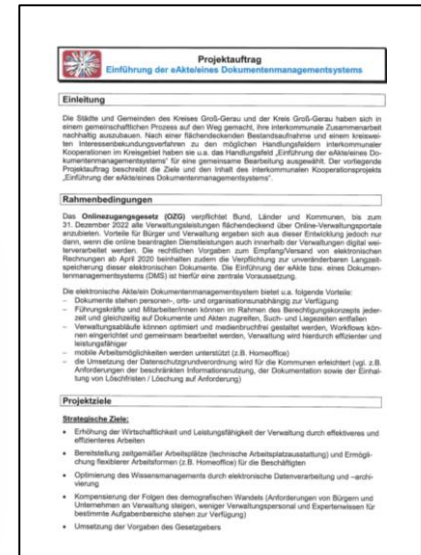 Projektauftrag
Einführung der eAkte/eines Dokumentenmanagementsystems
Einleitung
Die Städte und Gemeinden des Kreises Groß-Gerau und der Kreis Groß-Gerau haben sich in
einem gemeinschaftlichen Prozess auf den Weg gemacht, ihre interkommunale Zusammenarbeit
nachhaltig auszubauen. Nach einer flächendeckenden Bestandsaufnahme und einem kreiswei-
ten Interessenbekundungsverfahren zu den möglichen Handlungsfeldern interkommunaler
Kooperationen im Kreisgebiet haben sie u.a. das Handlungsfeld „Einführung der eAkte/eines Do-
kumentenmanagementsystems“ für eine gemeinsame Bearbeitung ausgewählt. Der vorliegende
Projektauftrag beschreibt die Ziele und den Inhalt des interkommunalen Kooperationsprojekts
„Einführung der eAkte/eines Dokumentenmanagementsystems“.
Rahmenbedingungen
Das Onlinezugangsgesetz (OZG) verpflichtet Bund, Länder und Kommunen, bis zum
31. Dezember 2022 alle Verwaltungsleistungen flächendeckend über Online-Verwaltungsportale
anzubieten. Vorteile für Bürger und Verwaltung ergeben sich aus dieser Entwicklung jedoch nur
dann, wenn die online beantragten Dienstleistungen auch innerhalb der Verwaltungen digital wei-
terverarbeitet werden. Die rechtlichen Vorgaben zum Empfang/Versand von elektronischen
Rechnungen ab April 2020 beinhalten zudem die Verpflichtung zur unveränderbaren Langzeit-
speicherung dieser elektronischen Dokumente. Die Einführung der eAkte bzw. eines Dokumen-
tenmanagementsystems (DMS) ist hierfür eine zentrale Voraussetzung.
Die elektronische Akte/ein Dokumentenmanagementsystem bietet u.a. folgende Vorteile:
– Dokumente stehen personen-, orts- und organisationsunabhängig zur Verfügung
– Führungskräfte und Mitarbeiter/innen können im Rahmen des Berechtigungskonzepts jeder-
zeit und gleichzeitig auf Dokumente und Akten zugreifen, Such- und Liegezeiten entfallen
– Verwaltungsabläufe können optimiert und medienbruchfrei gestaltet werden, Workflows kön-
nen eingerichtet und gemeinsam bearbeitet werden, Verwaltung wird hierdurch effizienter und
leistungsfähiger
– mobile Arbeitsmöglichkeiten werden unterstützt (z.B. Homeoffice)
– die Umsetzung der Datenschutzgrundverordnung wird für die Kommunen erleichtert (vgl. z.B.
Anforderungen der beschränkten Informationsnutzung, der Dokumentation sowie der Einhal-
tung von Löschfristen / Löschung auf Anforderung)
Projektziele
Strategische Ziele:
• Erhöhung der Wirtschaftlichkeit und Leistungsfähigkeit der Verwaltung durch effektiveres und
effizienteres Arbeiten
• Bereitstellung zeitgemäßer Arbeitsplätze (technische Arbeitsplatzausstattung) und Ermögli-
chung flexiblerer Arbeitsformen (z.B. Homeoffice) für die Beschäftigten
• Optimierung des Wissensmanagements durch elektronische Datenverarbeitung und –archi-
vierung
• Kompensierung der Folgen des demografischen Wandels (Anforderungen von Bürgern und
Unternehmen an Verwaltung steigen, weniger Verwaltungspersonal und Expertenwissen für
bestimmte Aufgabenbereiche stehen zur Verfügung)
• Umsetzung der Vorgaben des Gesetzgebers